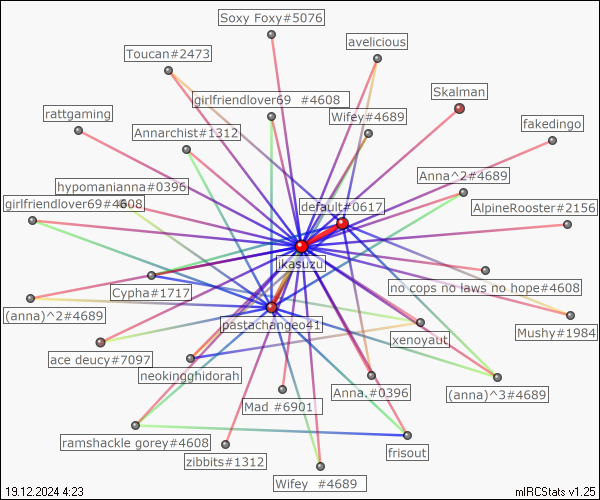 Soxy Foxy#5076
avelicious
Toucan#2473
Skalman
girlfriendlover69 #4608
rattgaming
Wifey#4689
fakedingo
Annarchist#1312
Anna^2#4689
hypomanianna#0396
girlfriendlover69#4608
default#0617
AlpineRooster#2156
jkasuzu
no cops no laws no hope#4608
Cypha#1717
(anna)^2#4689
pastachangeo41
Mushy#1984
xenoyaut
ace deucy#7097
neokingghidorah
Anna.#0396
(anna)^3#4689
Mad #6901
ramshackle gorey#4608
frisout
zibbits#1312
Wifey #4689
19.12.2024 4:23
mIRCStats v1.25